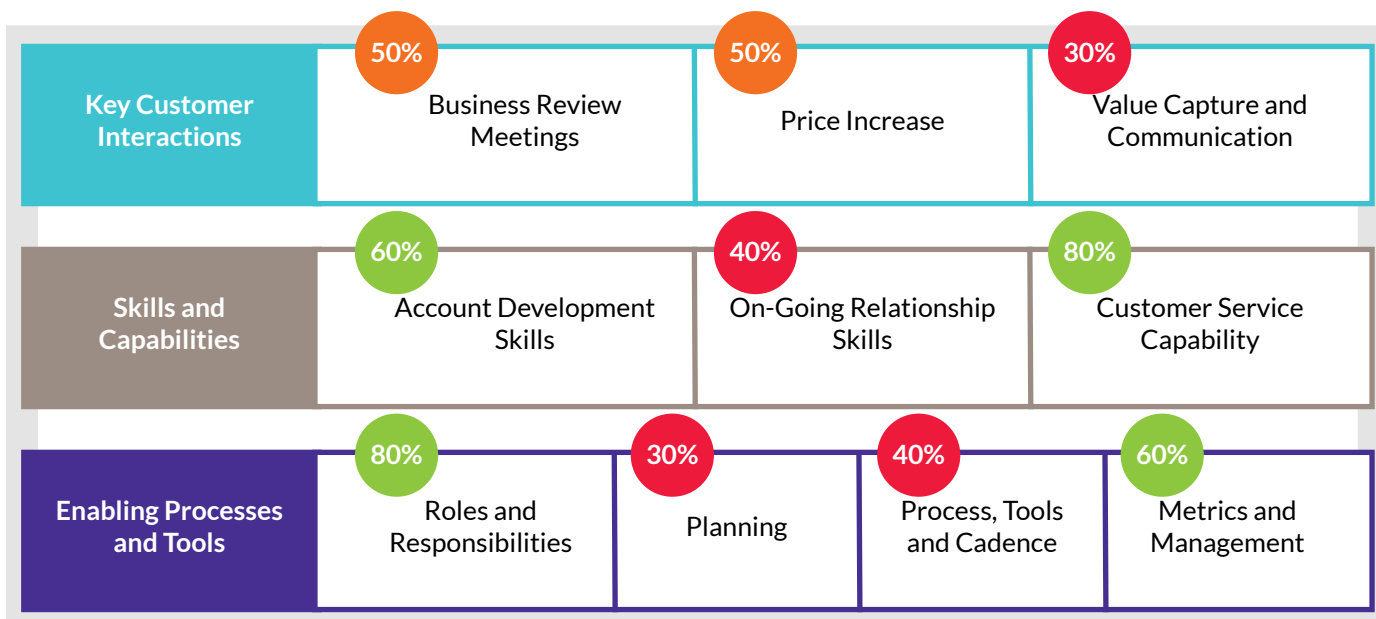 50%
50%
30%
Key Customer
Interactions
Business Review
Meetings
Price Increase
Value Capture and
Communication
60%
40%
80%
Skills and
Capabilities
Account Development
Skills
On-Going Relationship
Skills
Customer Service
Capability
80%
30%
40%
60%
Enabling Processes
and Tools
Roles and
Responsibilities
Planning
Process, Tools
and Cadence
Metrics and
Management